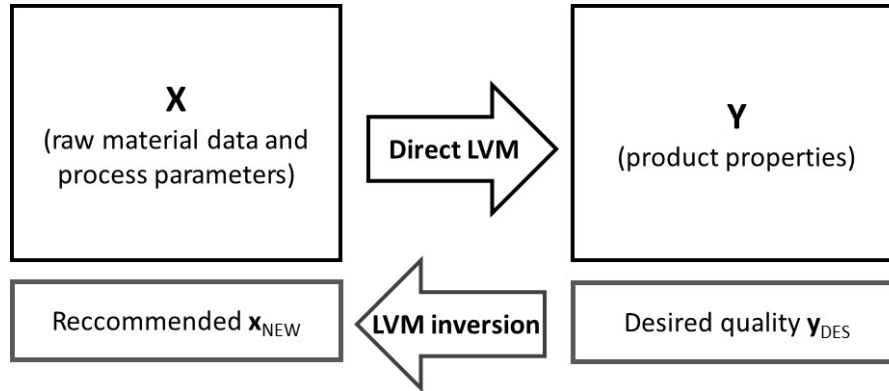 X
(raw material data and
process parameters)
Direct LVM
Y
(product properties)
Reccommended xNEW
LVM inversion
Desired quality yDES